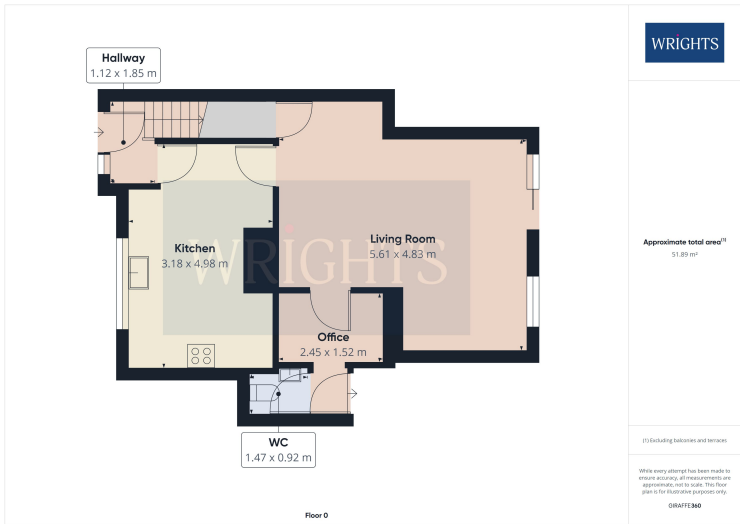 Hallway
1.12 x 1.85 m
Kitchen
3.18 x 4.98 m
Living Room
5.61 x 4.83 m
WRIGHTS
Office
2.45 x 1.52 m
WC
1.47 x 0.92 m
Floor 0
WRIGHTS
Approximate total area(1)
51.89 m²
(1) Excluding balconies and terraces
While every attempt has been made to
ensure accuracy, all measurements are
approximate, not to scale. This floor
plan is for illustrative purposes only.
GIRAFFE360